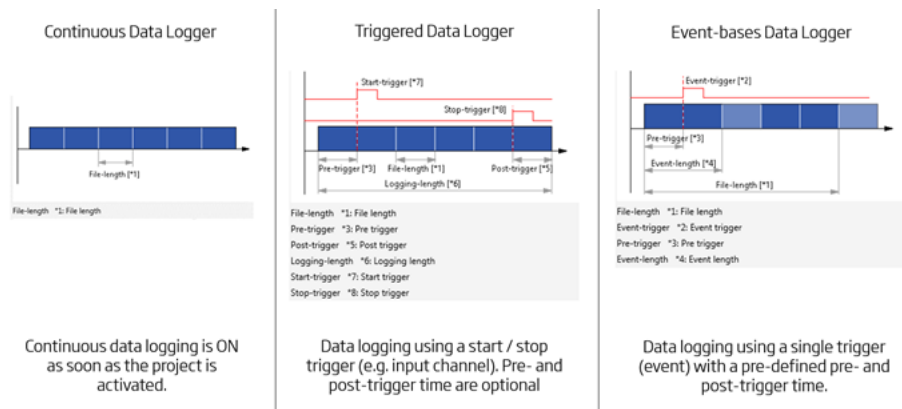 Continuous Data Logger
File-length [*1]
File-length *1: File length
Continuous data logging is ON
as soon as the project is
activated.
Triggered Data Logger
Start-trigger [*7]
Stop-trigger [*8]
Pre-trigger [*3]
File-length [*1]
Post-trigger [*5]
Logging-length [*6]
File-length *1: File length
Pre-trigger *3: Pre trigger
Post-trigger *5: Post trigger
Logging-length *6: Logging length
Start-trigger *7: Start trigger
Stop-trigger *8: Stop trigger
Data logging using a start / stop
trigger (e.g. input channel). Pre- and
post-trigger time are optional
Event-bases Data Logger
Event-trigger [*2]
Pre-trigger [*3]
Event-length [*4]
File-length [*1]
File-length *1: File length
Event-trigger *2: Event trigger
Pre-trigger *3: Pre trigger
Event-length *4: Event length
Data logging using a single trigger
(event) with a pre-defined pre- and
post-trigger time.